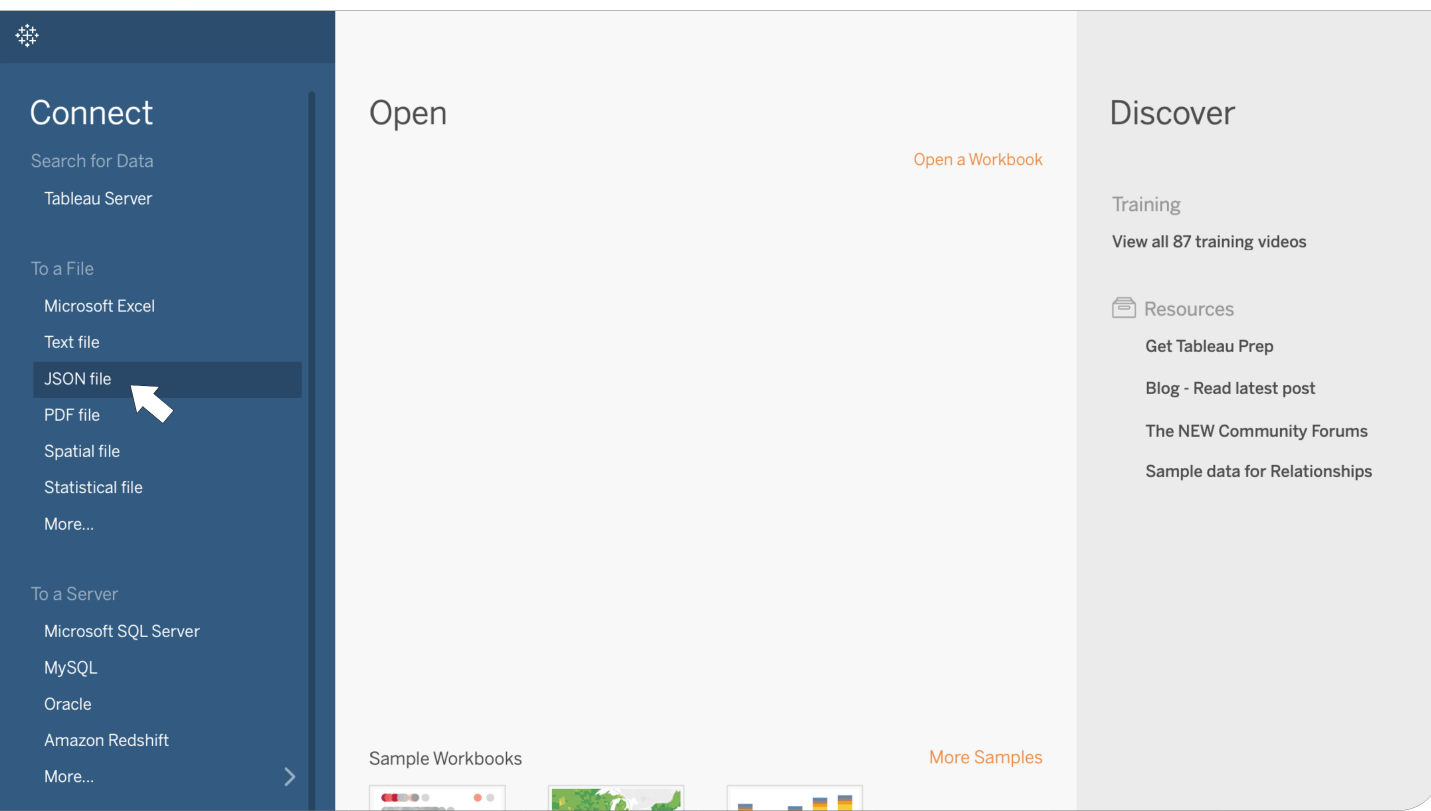 Connect
Search for Data
Tableau Server
To a File
Microsoft Excel
Text file
JSON file
PDF file
Spatial file
Statistical file
More...
To a Server
Microsoft SQL Server
MySQL
Oracle
Amazon Redshift
More...
Open
Open a Workbook
Sample Workbooks
More Samples
Discover
Training
View all 87 training videos
Resources
Get Tableau Prep
Blog - Read latest post
The NEW Community Forums
Sample data for Relationships